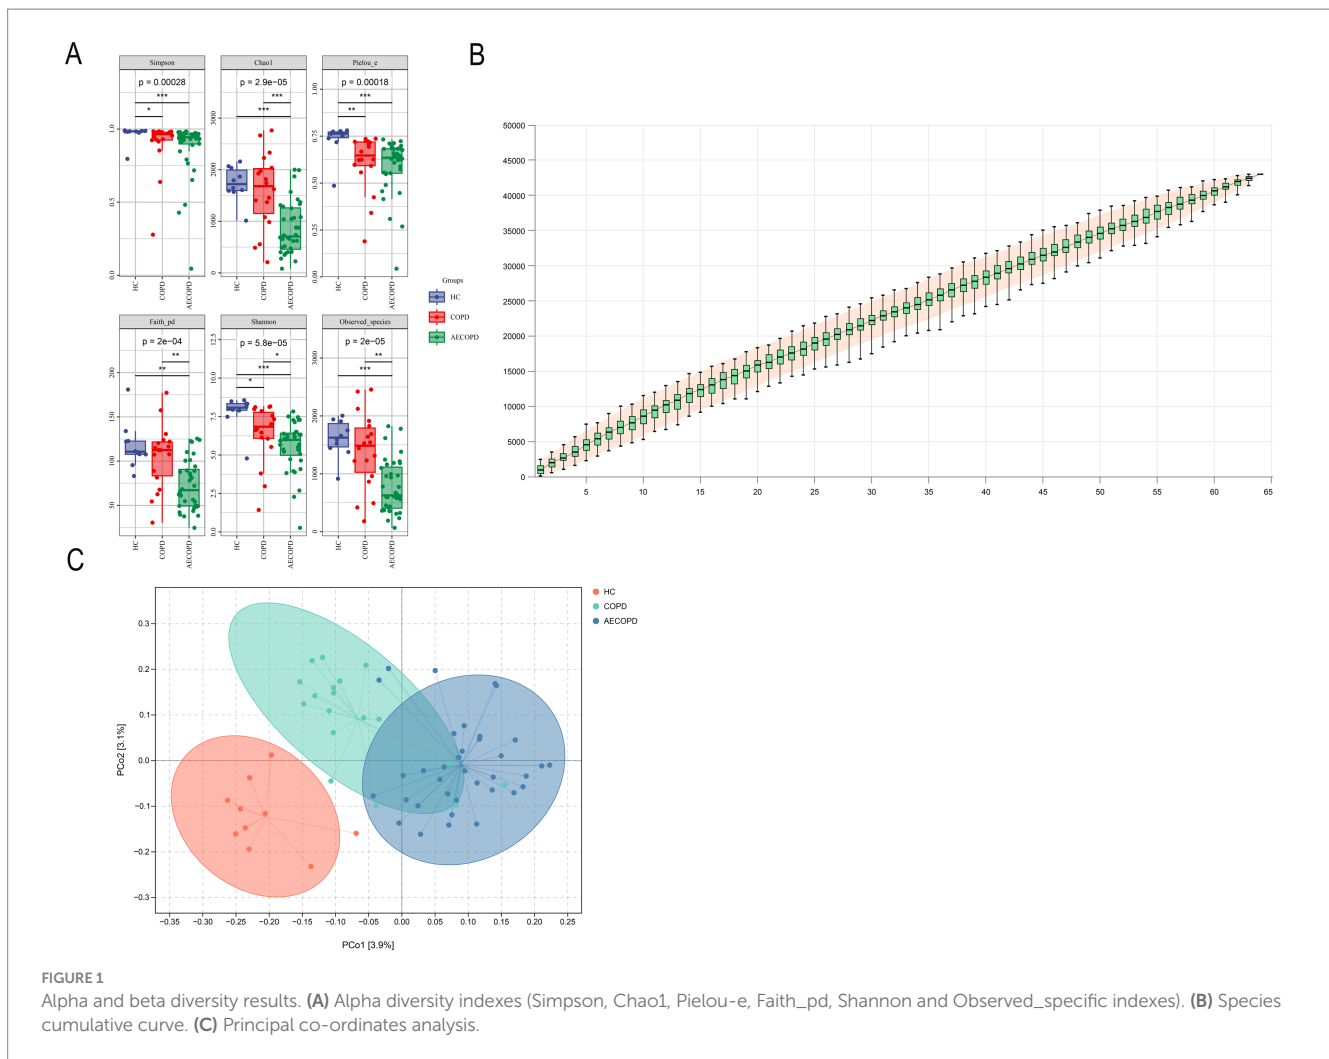 A
Simpson
Chao1
Pielou_e
p = 0.00028
p = 2.9e-05
p = 0.00018
***
*
***
***
***
**
0.0
0.5
1.0
0
1000
2000
3000
0.00
0.25
0.50
0.75
1.00
HC
COPD
AECOPD
HC
COPD
AECOPD
HC
COPD
AECOPD
Groups
HC
COPD
AECOPD
Faith_pd
Shannon
Observed_species
p = 2e-04
p = 5.8e-05
p = 2e-05
**
**
*
***
*
**
***
50
100
150
200
0.0
2.5
5.0
7.5
10.0
12.5
0
1000
2000
3000
HC
COPD
AECOPD
HC
COPD
AECOPD
HC
COPD
AECOPD
B
50000
45000
40000
35000
30000
25000
20000
15000
10000
5000
0
5 10 15 20 25 30 35 40 45 50 55 60 65
C
HC
COPD
AECOPD
PCo2 [3.1%]
0.3
0.2
0.1
0.0
−0.1
−0.2
−0.3
−0.35 −0.30 −0.25 −0.20 −0.15 −0.10 −0.05 0.00 0.05 0.10 0.15 0.20 0.25
PCo1 [3.9%]
FIGURE 1
Alpha and beta diversity results. (A) Alpha diversity indexes (Simpson, Chao1, Pielou-e, Faith_pd, Shannon and Observed_specific indexes). (B) Species
cumulative curve. (C) Principal co-ordinates analysis.